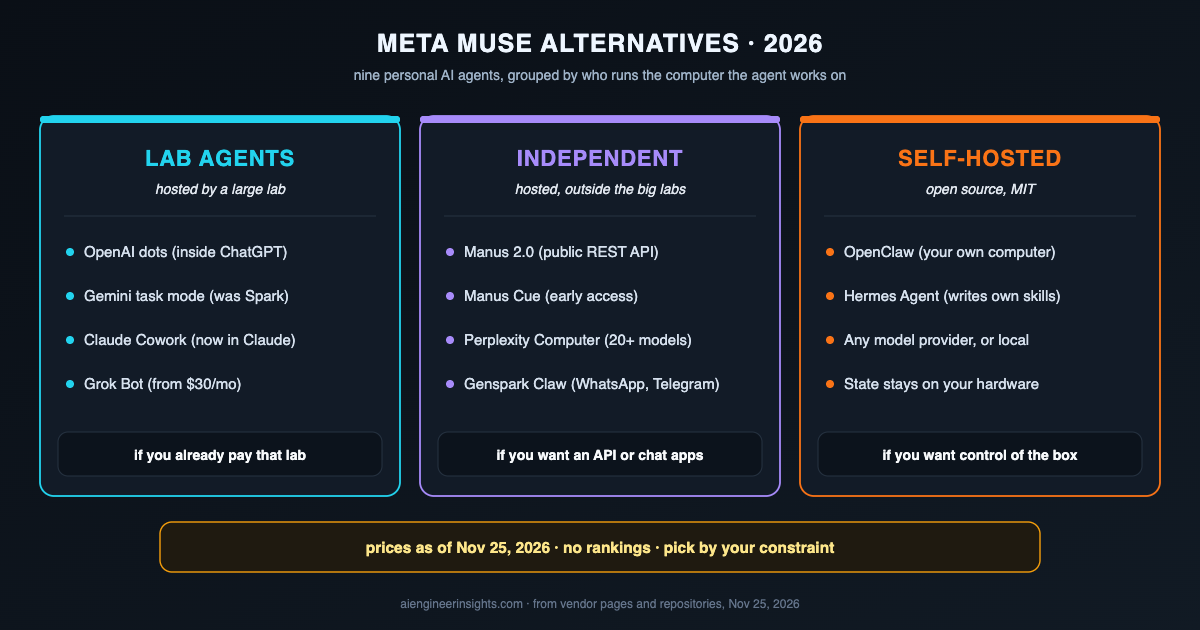 META MUSE ALTERNATIVES · 2026
nine personal AI agents, grouped by who runs the computer the agent works on
LAB AGENTS
hosted by a large lab
OpenAI dots (inside ChatGPT)
Gemini task mode (was Spark)
Claude Cowork (now in Claude)
Grok Bot (from $30/mo)
if you already pay that lab
INDEPENDENT
hosted, outside the big labs
Manus 2.0 (public REST API)
Manus Cue (early access)
Perplexity Computer (20+ models)
Genspark Claw (WhatsApp, Telegram)
if you want an API or chat apps
SELF-HOSTED
open source, MIT
OpenClaw (your own computer)
Hermes Agent (writes own skills)
Any model provider, or local
State stays on your hardware
if you want control of the box
prices as of Nov 25, 2026 · no rankings · pick by your constraint
aiengineerinsights.com · from vendor pages and repositories, Nov 25, 2026